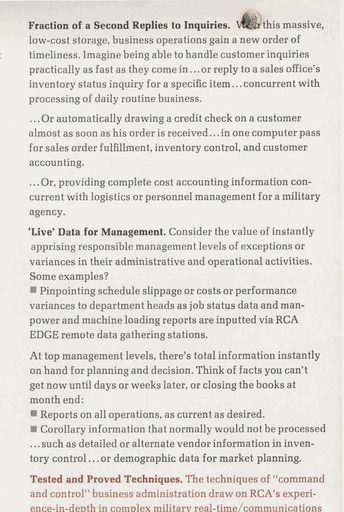 Fraction of a Second Replies to Inquiries. this massive,
low-cost storage, business operations gain a new order of
timeliness. Imagine being able to handle customer inquiries
practically as fast as they come in...or reply to a sales office's
inventory status inquiry for a specific item...concurrent with
processing of daily routine business.
...Or automatically drawing a credit check on a customer
almost as soon as his order is received...in one computer pass
for sales order fulfillment, inventory control, and customer
accounting.
...Or, providing complete cost accounting information con-
current with logistics or personnel management for a military
agency.
'Live' Data for Management. Consider the value of instantly
apprising responsible management levels of exceptions or
variances in their administrative and operational activities.
Some examples?
■ Pinpointing schedule slippage or costs or performance
variances to department heads as job status data and man-
power and machine loading reports are inputted via RCA
EDGE remote data gathering stations.
At top management levels, there's total information instantly
on hand for planning and decision. Think of facts you can't
get now until days or weeks later, or closing the books at
month end:
■ Reports on all operations, as current as desired.
■ Corollary information that normally would not be processed
...such as detailed or alternate vendor information in inven-
tory control...or demographic data for market planning.
Tested and Proved Techniques. The techniques of "command
and control" business administration draw on RCA's experi-
ence-in-depth in complex military real-time/communications